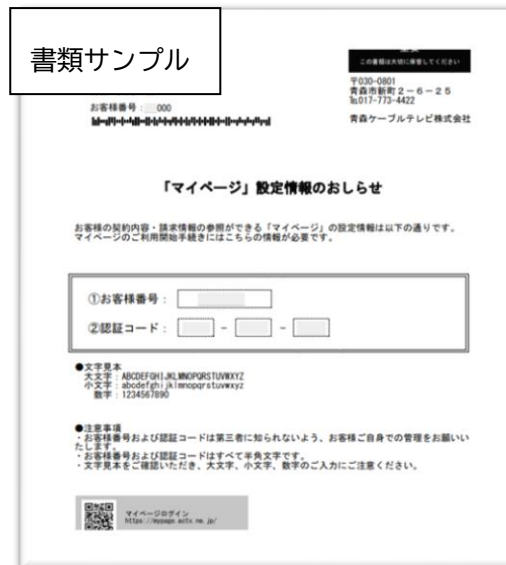 書類サンプル
この書類は大切に保管してください
〒030-0801
青森市新町2-6-25
℡017-773-4422
青森ケーブルテレビ株式会社
お客様番号: 000
「マイページ」設定情報のおしらせ
お客様の契約内容・請求情報の参照ができる「マイページ」の設定情報は以下の通りです。
マイページのご利用開始手続きにはこちらの情報が必要です。
①お客様番号:
②認証コード: - -
●文字見本
大文字:ABCDEFGHIJKLMNOPQRSTUVWXYZ
小文字:abcdefghijklmnopqrstuvwxyz
数字:1234567890
●注意事項
・お客様番号および認証コードは第三者に知られないよう、お客様ご自身での管理をお願いい
たします。
・お客様番号および認証コードはすべて半角文字です。
・文字見本をご確認いただき、大文字、小文字、数字のご入力にご注意ください。
マイページログイン
https://mypage.actv.ne.jp/